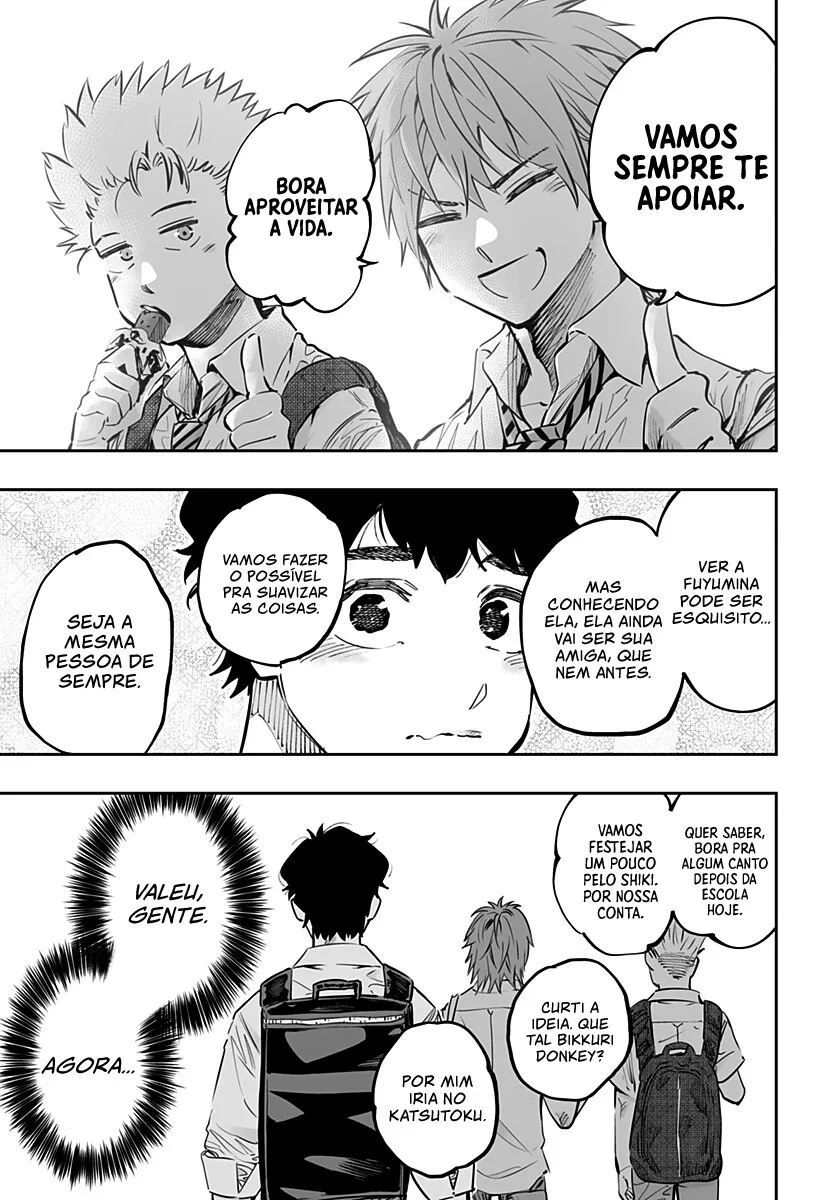 VAMOS
SEMPRE TE
APOIAR.
BORA
APROVEITAR
A VIDA.
VER A
FUYUMINA
PODE SER
ESQUISITO...
MAS
CONHECENDO
ELA, ELA AINDA
VAI SER SUA
AMIGA, QUE
NEM ANTES.
VAMOS FAZER
O POSSÍVEL
PRA SUAVIZAR
AS COISAS.
SEJA A
MESMA
PESSOA DE
SEMPRE.
QUER SABER,
BORA PRA
ALGUM CANTO
DEPOIS DA
ESCOLA
HOJE.
VAMOS
FESTEJAR
UM POUCO
PELO SHIKI.
POR NOSSA
CONTA.
CURTI A
IDEIA. QUE
TAL BIKKURI
DONKEY?
POR MIM
IRIA NO
KATSUTOKU.
VALEU,
GENTE.
AGORA...